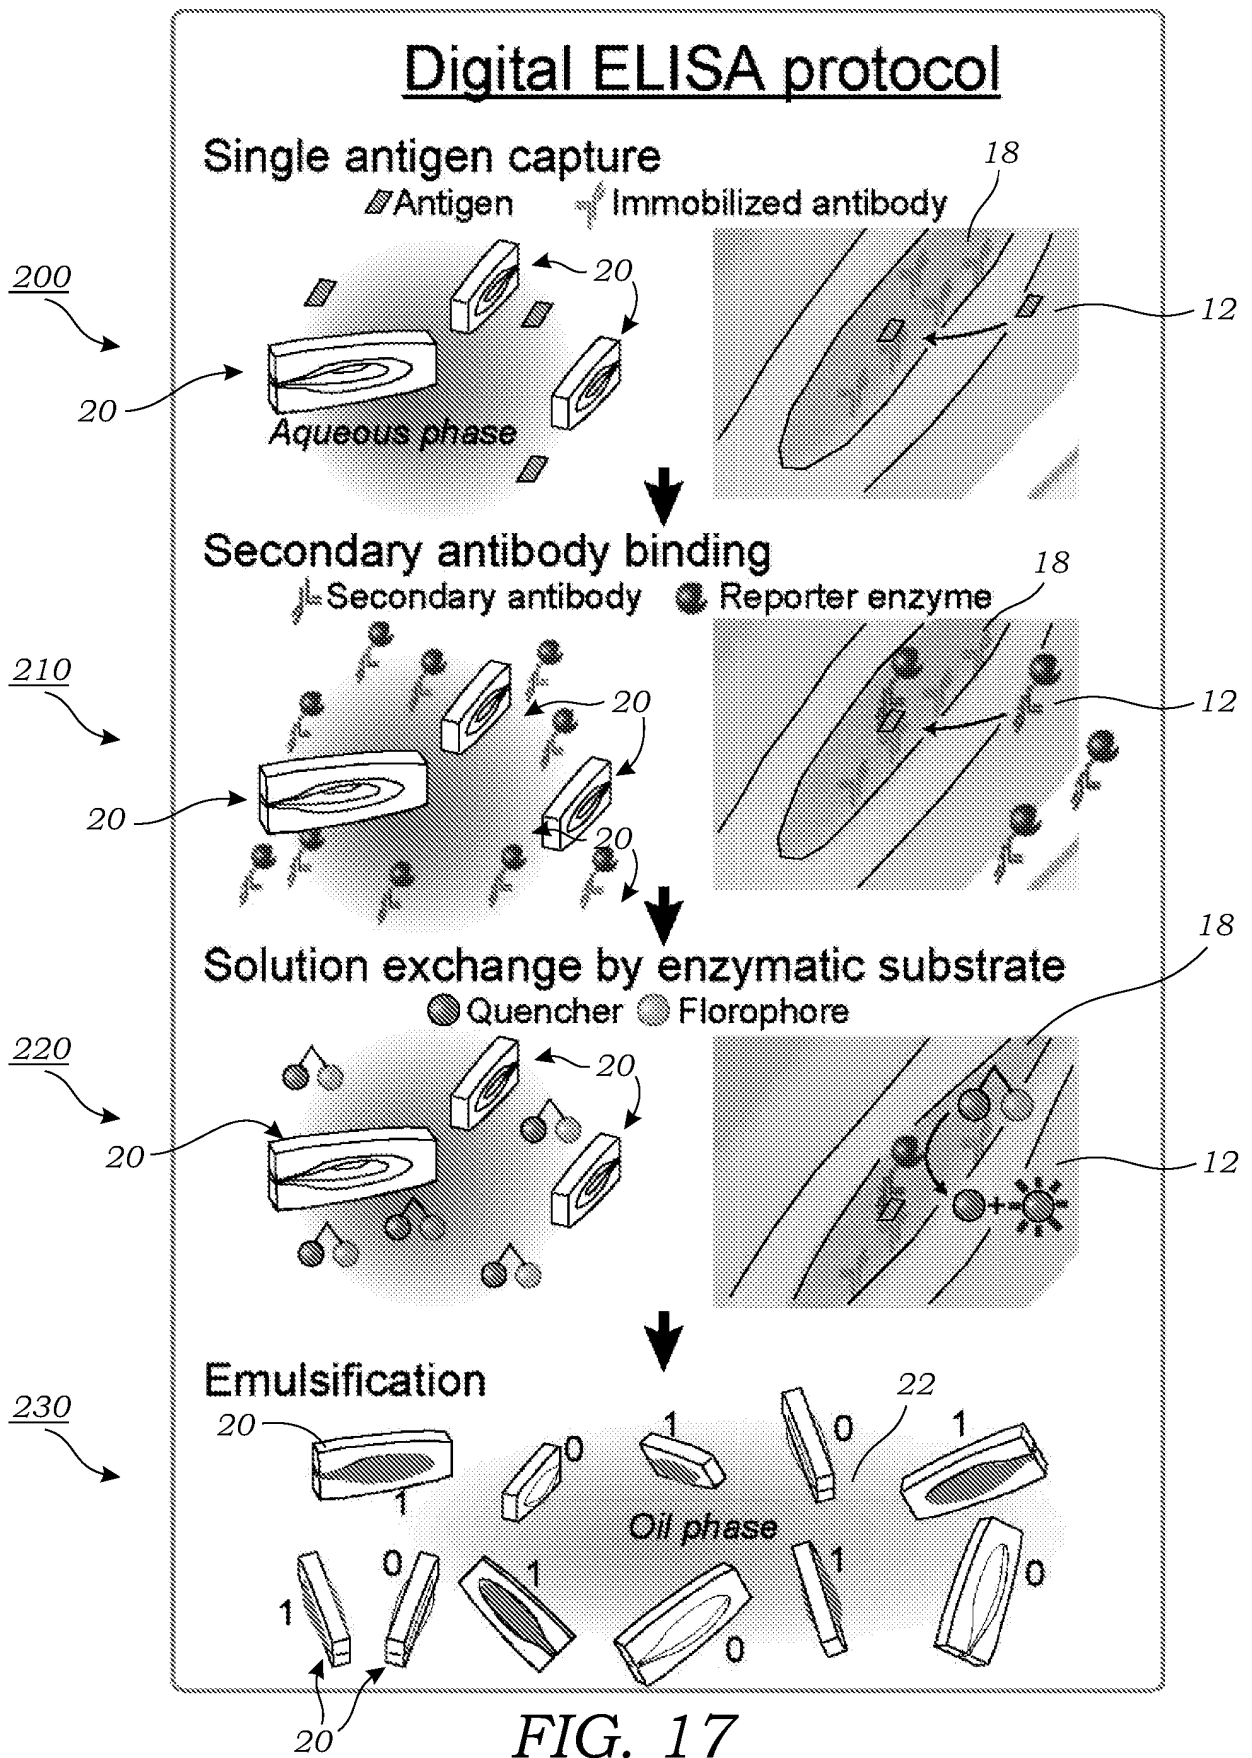 Digital ELISA protocol
Single antigen capture
18
Antigen
Immobilized antibody
200
20
12
20
Aqueous phase
Secondary antibody binding
18
Secondary antibody
Reporter enzyme
210
20
12
20
20
Solution exchange by enzymatic substrate
18
Quencher
Florophore
220
20
20
12
+
Emulsification
22
230
20
1
0
1
0
1
Oil phase
1
0
1
0
1
0
20
FIG. 17